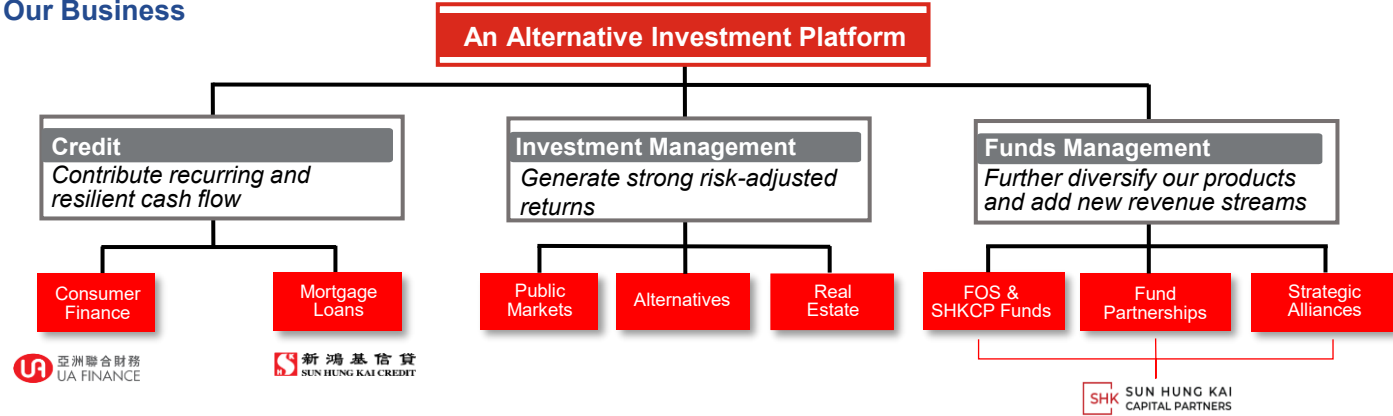 Our Business
An Alternative Investment Platform
Credit
Contribute recurring and
resilient cash flow
Investment Management
Generate strong risk-adjusted
returns
Funds Management
Further diversify our products
and add new revenue streams
Consumer
Finance
Mortgage
Loans
Public
Markets
Alternatives
Real
Estate
FOS &
SHKCP Funds
Fund
Partnerships
Strategic
Alliances
UA
亞洲聯合財務
UA FINANCE
新鴻基信貸
SUN HUNG KAI CREDIT
SHK
SUN HUNG KAI
CAPITAL PARTNERS